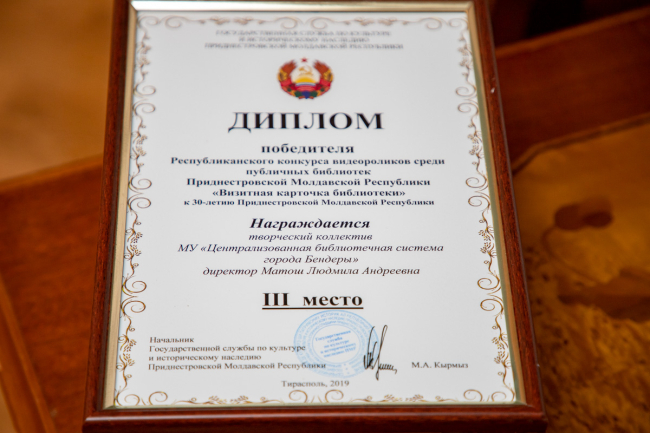 ГОСУДАРСТВЕННАЯ СЛУЖБА ПО КУЛЬТУРЕ
И ИСТОРИЧЕСКОМУ НАСЛЕДИЮ
ПРИДНЕСТРОВСКОЙ МОЛДАВСКОЙ РЕСПУБЛИКИ
ДИПЛОМ
победителя
Республиканского конкурса видеороликов среди
публичных библиотек
Приднестровской Молдавской Республики
«Визитная карточка библиотеки»
к 30-летию Приднестровской Молдавской Республики
Награждается
творческий коллектив
МУ «Централизованная библиотечная система
города Бендеры»
директор Матош Людмила Андреевна
III место
Начальник
Государственной службы по культуре
и историческому наследию
Приднестровской Молдавской Республики
М.А. Кырмыз
Тирасполь, 2019